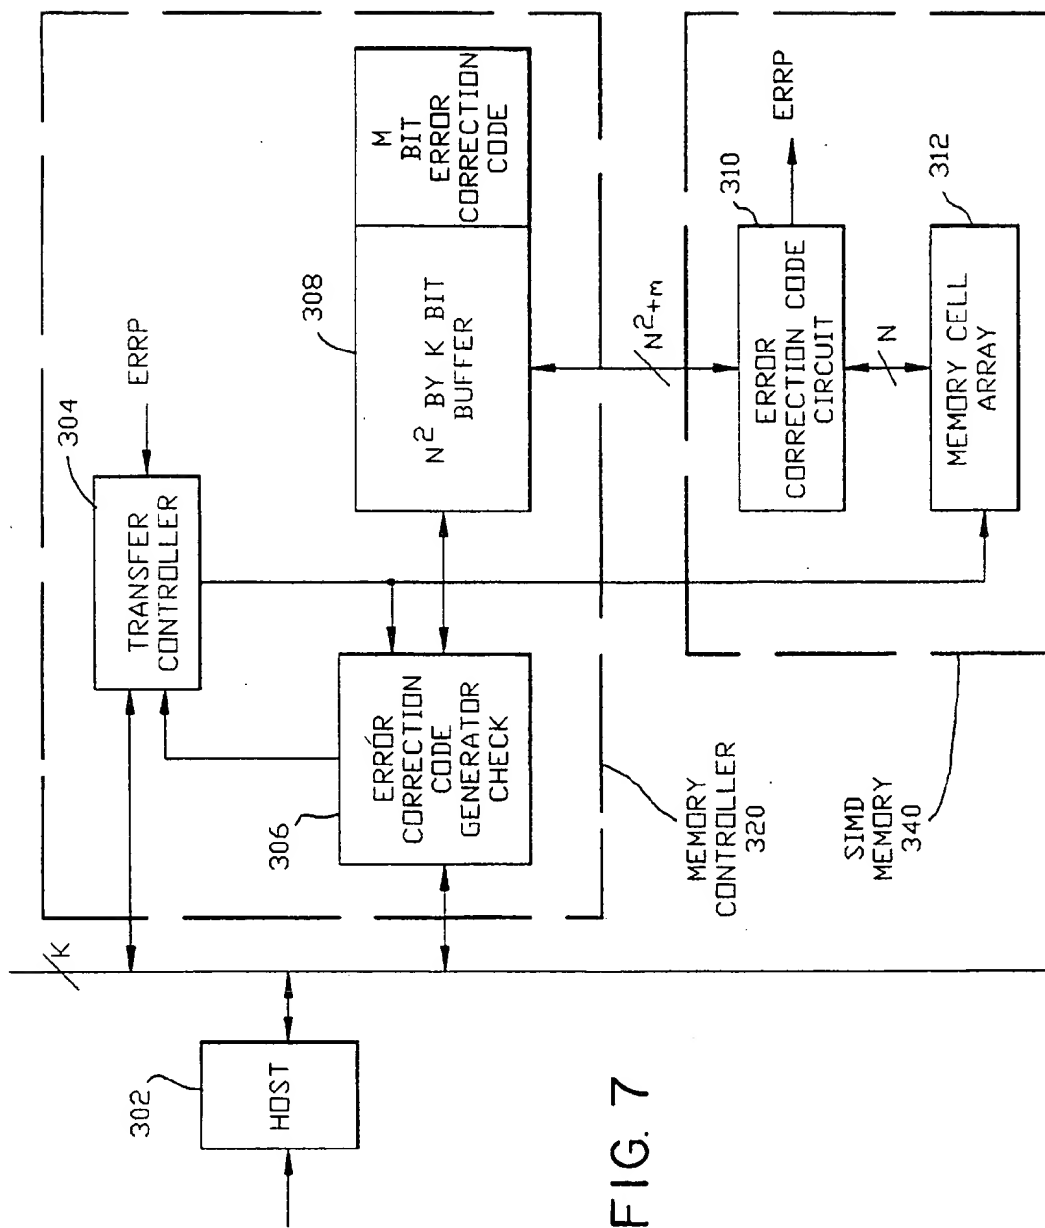 K
302
HOST
304
TRANSFER
CONTROLLER
ERRP
306
ERROR
CORRECTION
CODE
GENERATOR
CHECK
308
N² BY K BIT
BUFFER
M
BIT
ERROR
CORRECTION
CODE
N²+m
MEMORY
CONTROLLER
320
310
ERROR
CORRECTION CODE
CIRCUIT
ERRP
N
312
MEMORY CELL
ARRAY
SIMD
MEMORY
340
FIG. 7